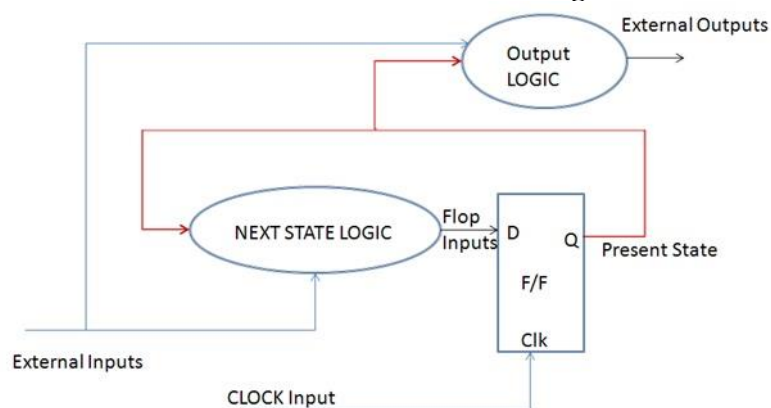 External Outputs
Output
LOGIC
NEXT STATE LOGIC
Flop
Inputs
D
Q
Present State
F/F
Clk
External Inputs
CLOCK Input